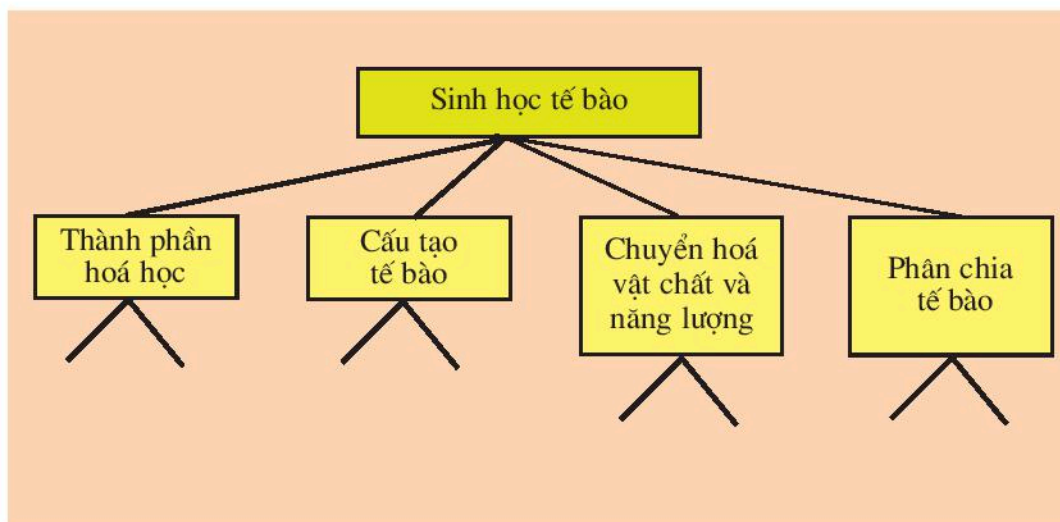 Sinh học tế bào
Thành phần
hoá học
Cấu tạo
tế bào
Chuyển hoá
vật chất và
năng lượng
Phân chia
tế bào